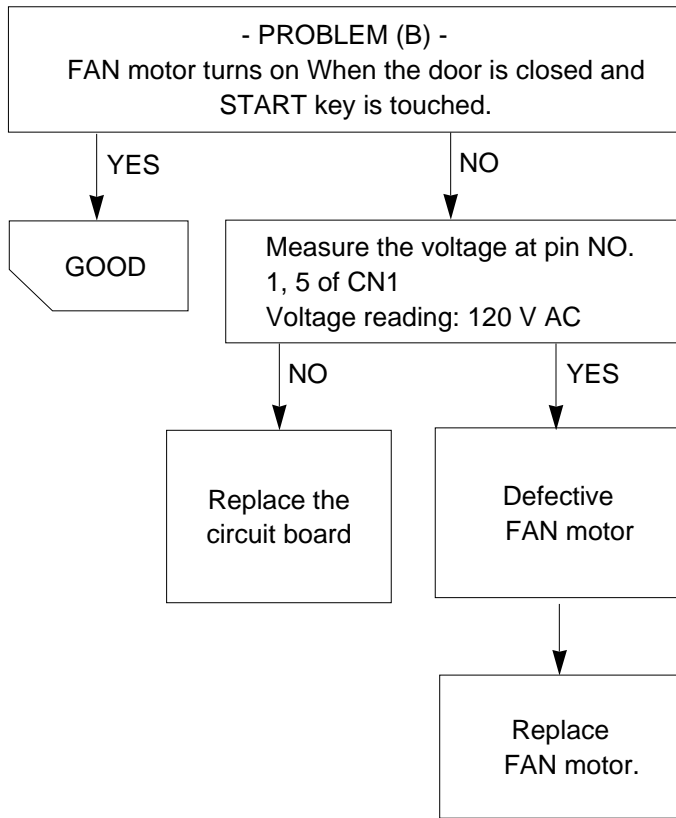 - PROBLEM (B) -
FAN motor turns on When the door is closed and
START key is touched.
YES
NO
GOOD
Measure the voltage at pin NO.
1, 5 of CN1
Voltage reading: 120 V AC
NO
YES
Replace the
circuit board
Defective
FAN motor
Replace
FAN motor.